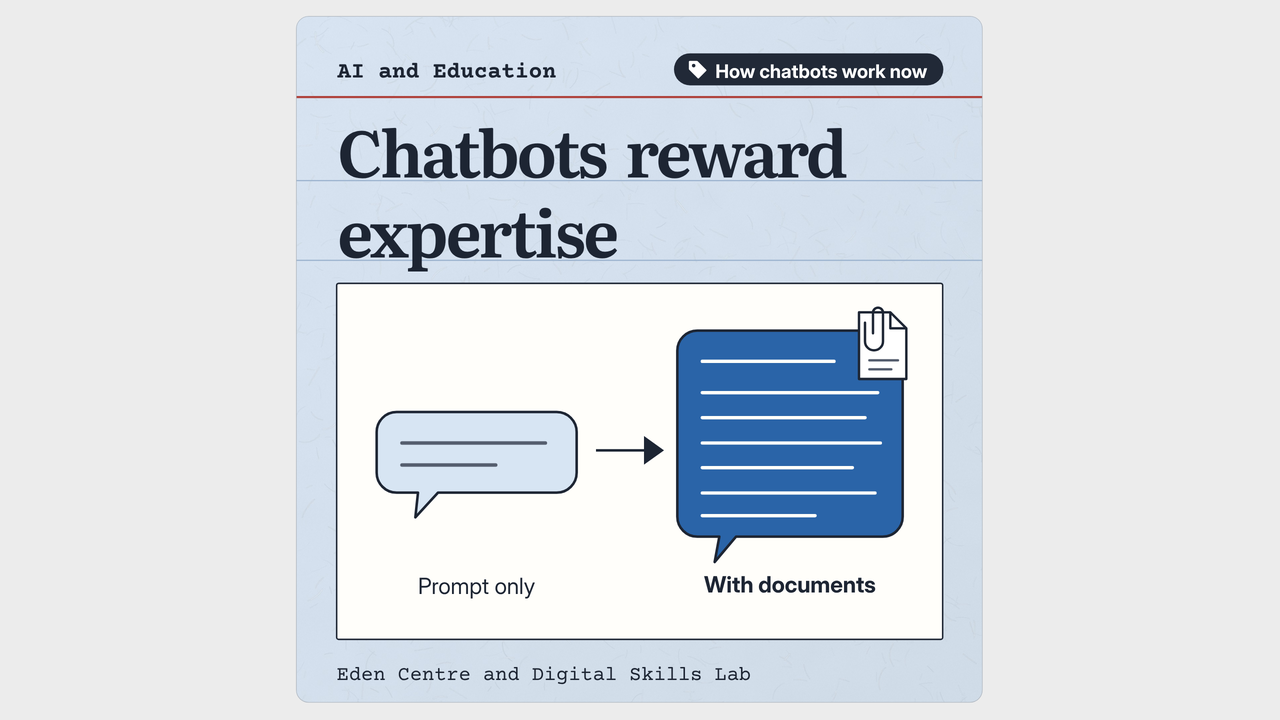 AI and Education
How chatbots work now
Chatbots reward
expertise
Prompt only
With documents
Eden Centre and Digital Skills Lab